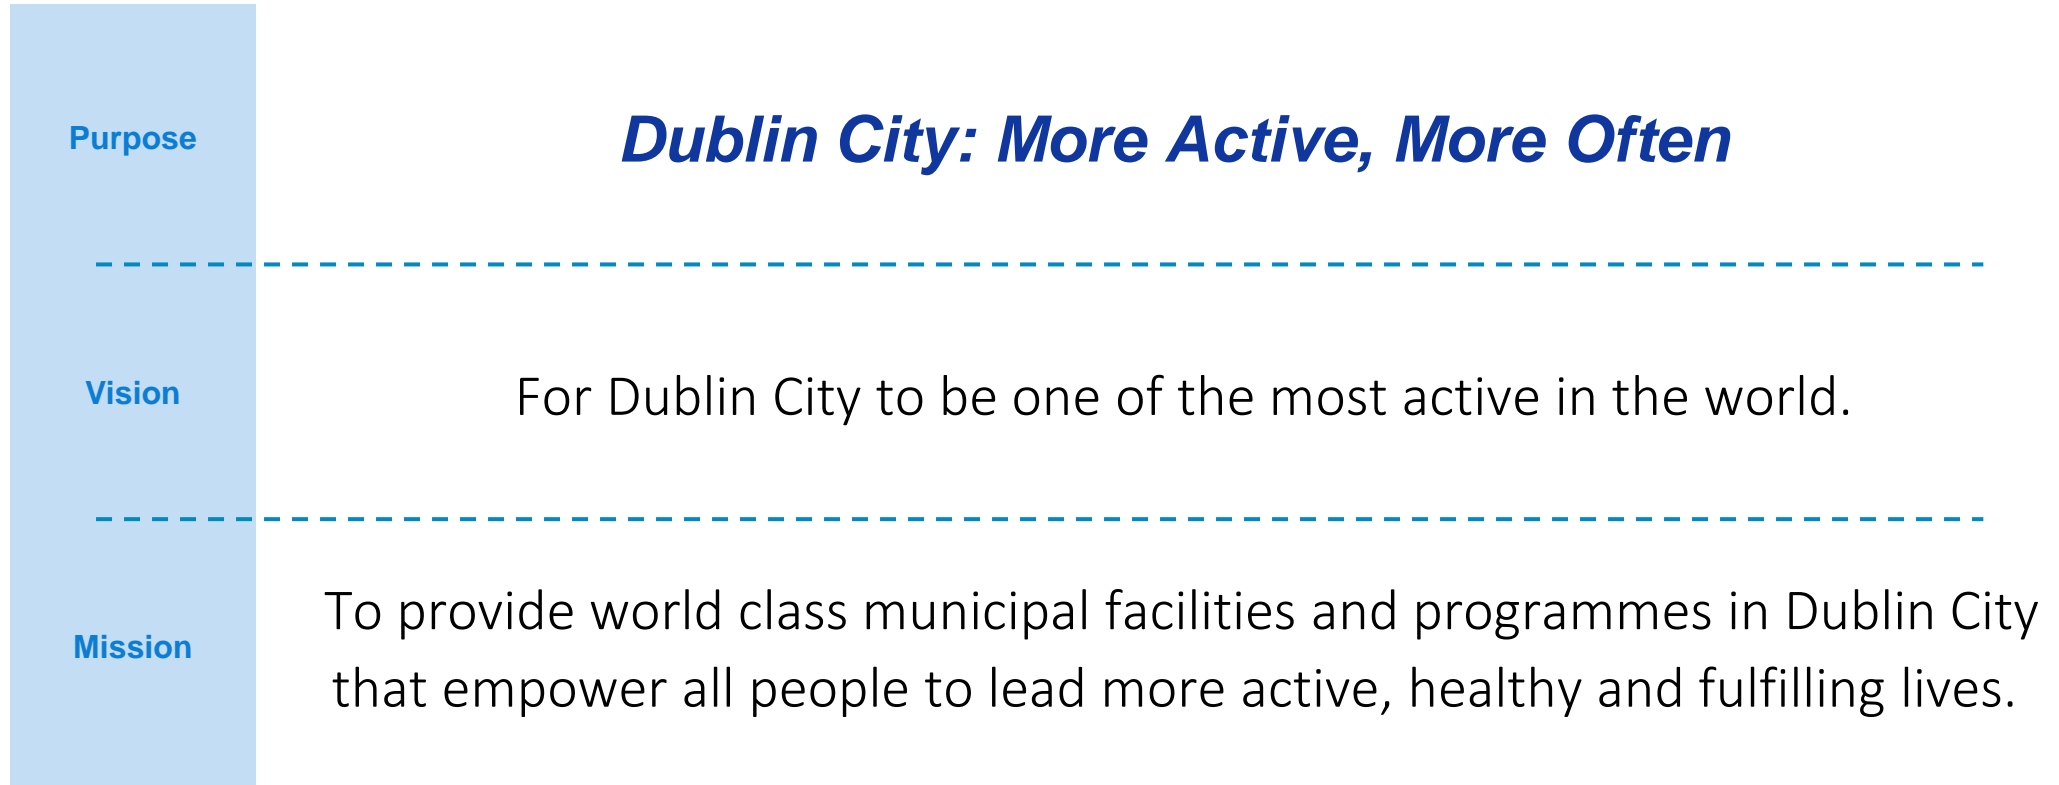 Purpose
Dublin City: More Active, More Often
Vision
For Dublin City to be one of the most active in the world.
Mission
To provide world class municipal facilities and programmes in Dublin City
that empower all people to lead more active, healthy and fulfilling lives.